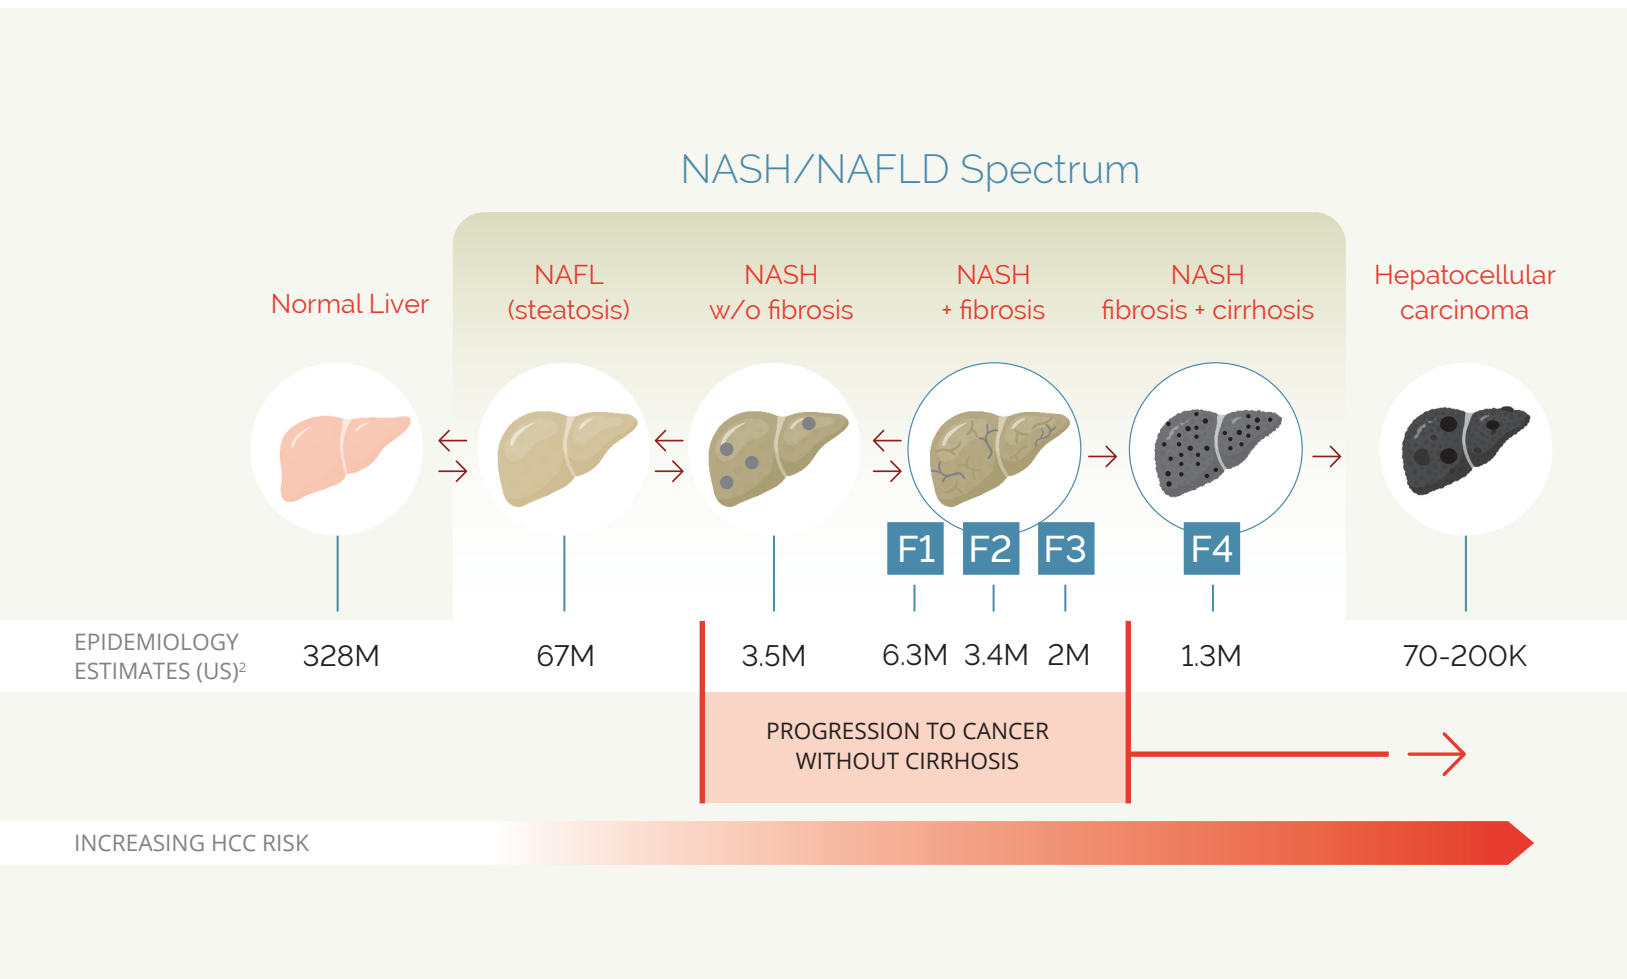 NASH/NAFLD Spectrum
Normal Liver
NAFL
(steatosis)
NASH
w/o fibrosis
NASH
+ fibrosis
NASH
fibrosis + cirrhosis
Hepatocellular
carcinoma
F1 F2 F3 F4
EPIDEMIOLOGY
ESTIMATES (US)²
328M 67M 3.5M 6.3M 3.4M 2M 1.3M 70-200K
PROGRESSION TO CANCER
WITHOUT CIRRHOSIS
INCREASING HCC RISK